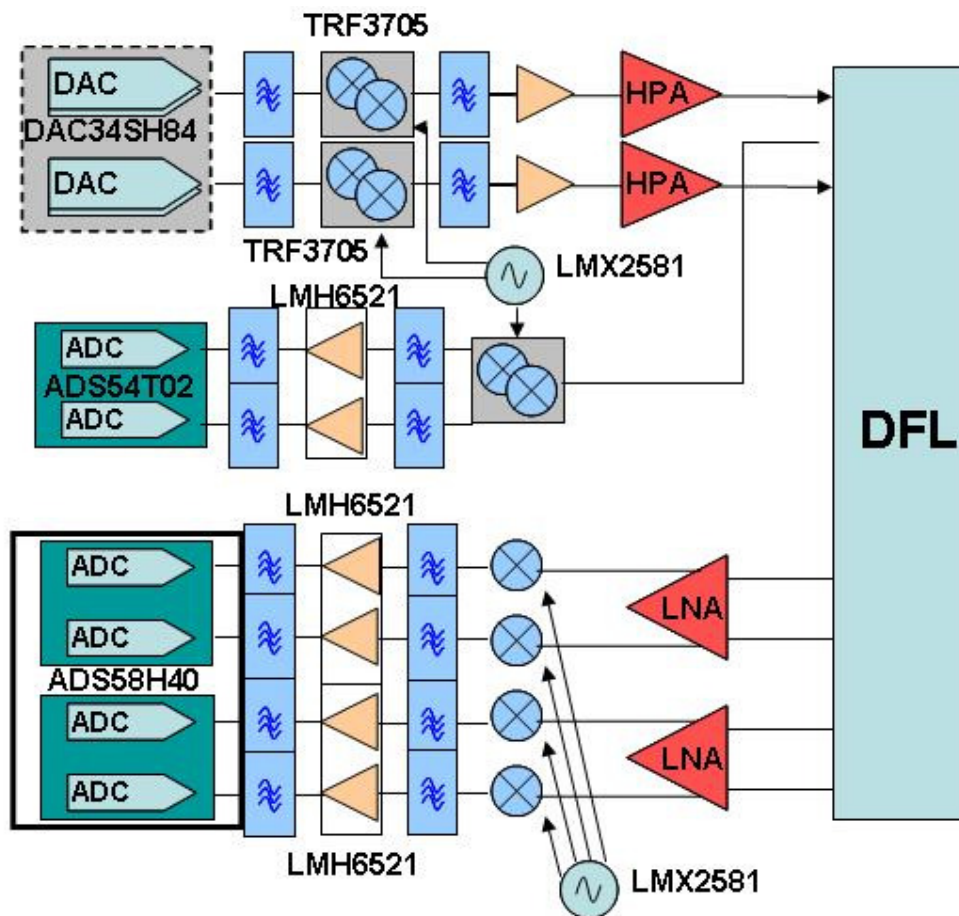 TRF3705
DAC
HPA
DAC34SH84
DAC
HPA
TRF3705
LMX2581
LMH6521
ADC
ADS54T02
ADC
DFL
LMH6521
ADC
LNA
ADC
ADS58H40
ADC
LNA
ADC
LMH6521
LMX2581